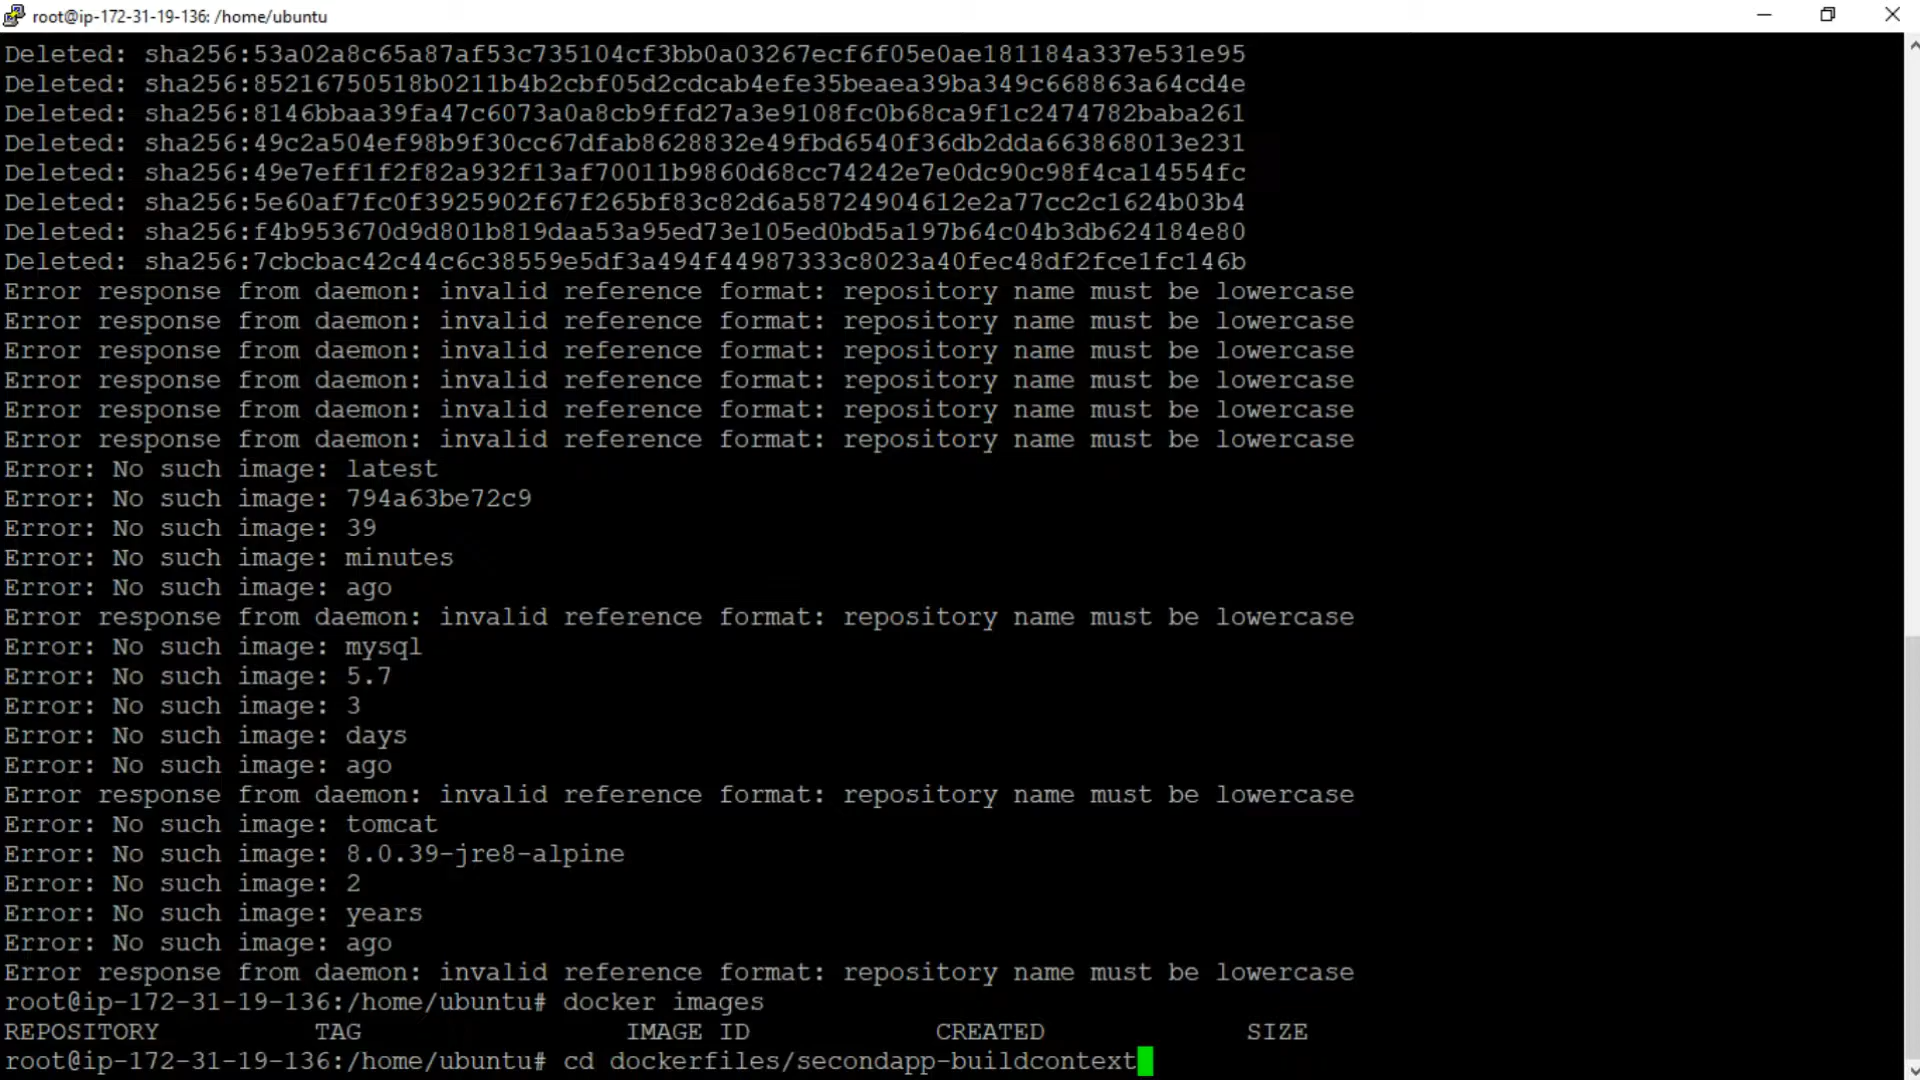 root@ip-172-31-19-136: /home/ubuntu
Deleted: sha256:53a02a8c65a87af53c735104cf3bb0a03267ecf6f05e0ae181184a337e531e95
Deleted: sha256:85216750518b0211b4b2cbf05d2cdcab4efe35beaea39ba349c668863a64cd4e
Deleted: sha256:8146bbaa39fa47c6073a0a8cb9ffd27a3e9108fc0b68ca9f1c2474782baba261
Deleted: sha256:49c2a504ef98b9f30cc67dfab8628832e49fbd6540f36db2dda663868013e231
Deleted: sha256:49e7eff1f2f82a932f13af70011b9860d68cc74242e7e0dc90c98f4ca14554fc
Deleted: sha256:5e60af7fc0f3925902f67f265bf83c82d6a58724904612e2a77cc2c1624b03b4
Deleted: sha256:f4b953670d9d801b819daa53a95ed73e105ed0bd5a197b64c04b3db624184e80
Deleted: sha256:7cbcbac42c44c6c38559e5df3a494f44987333c8023a40fec48df2fce1fc146b
Error response from daemon: invalid reference format: repository name must be lowercase
Error response from daemon: invalid reference format: repository name must be lowercase
Error response from daemon: invalid reference format: repository name must be lowercase
Error response from daemon: invalid reference format: repository name must be lowercase
Error response from daemon: invalid reference format: repository name must be lowercase
Error response from daemon: invalid reference format: repository name must be lowercase
Error: No such image: latest
Error: No such image: 794a63be72c9
Error: No such image: 39
Error: No such image: minutes
Error: No such image: ago
Error response from daemon: invalid reference format: repository name must be lowercase
Error: No such image: mysql
Error: No such image: 5.7
Error: No such image: 3
Error: No such image: days
Error: No such image: ago
Error response from daemon: invalid reference format: repository name must be lowercase
Error: No such image: tomcat
Error: No such image: 8.0.39-jre8-alpine
Error: No such image: 2
Error: No such image: years
Error: No such image: ago
Error response from daemon: invalid reference format: repository name must be lowercase
root@ip-172-31-19-136:/home/ubuntu# docker images
REPOSITORY TAG IMAGE ID CREATED SIZE
root@ip-172-31-19-136:/home/ubuntu# cd dockerfiles/secondapp-buildcontext